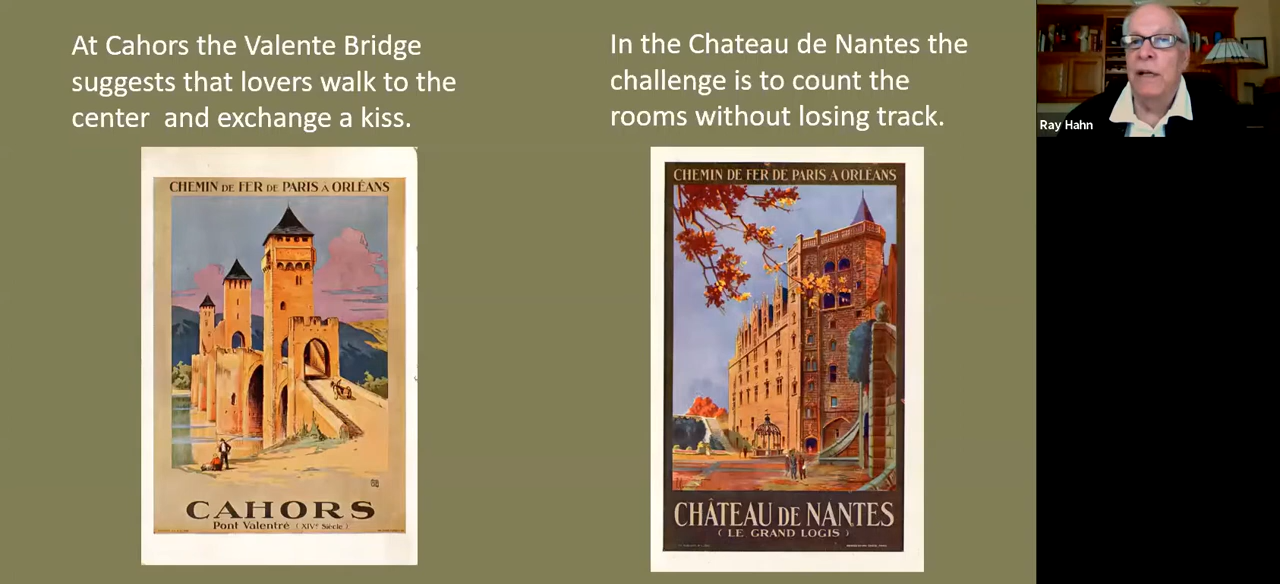 At Cahors the Valente Bridge
suggests that lovers walk to the
center  and exchange a kiss.
CHEMIN DE FER DE PARIS A ORLÉANS
CAHORS
Pont Valentré (XIVe Siècle)
In the Chateau de Nantes the
challenge is to count the
rooms without losing track.
CHEMIN DE FER DE PARIS A ORLÉANS
CHÂTEAU DE NANTES
( LE GRAND LOGIS )
Ray Hahn